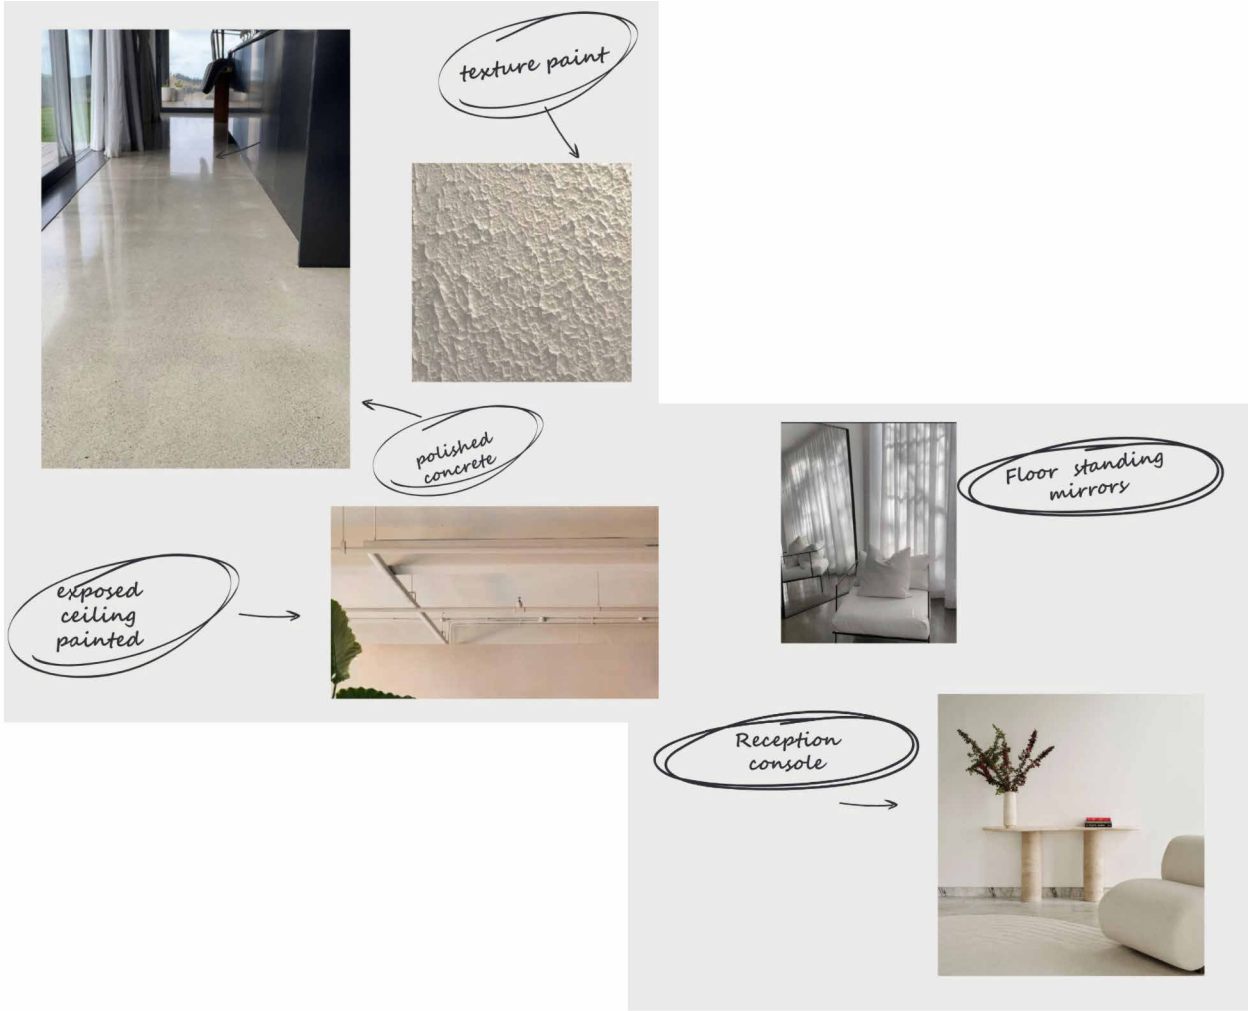 texture paint
polished
concrete
exposed
ceiling
painted
Floor standing
mirrors
Reception
console